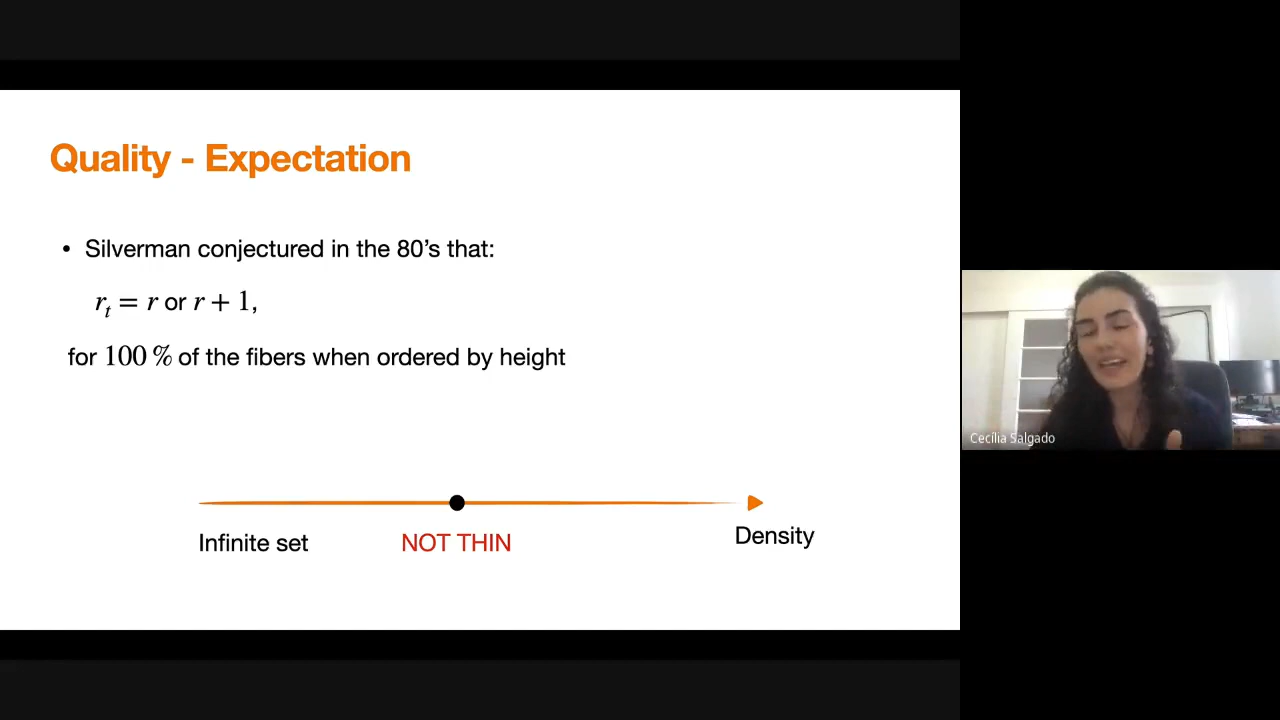 Quality - Expectation
• Silverman conjectured in the 80’s that:
r_t = r or r + 1,
for 100 % of the fibers when ordered by height
Infinite set
NOT THIN
Density
Cecília Salgado